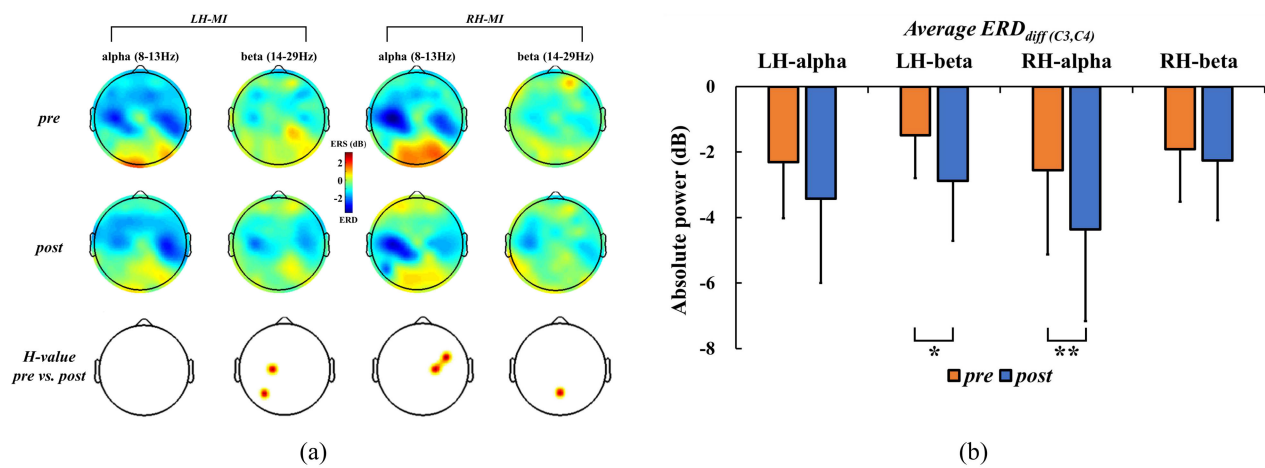 LH-MI
RH-MI
alpha (8-13Hz)
beta (14-29Hz)
alpha (8-13Hz)
beta (14-29Hz)
pre
ERS (dB)
2
0
-2
ERD
post
H-value
pre vs. post
(a)
Average ERDdiff (C3,C4)
LH-alpha
LH-beta
RH-alpha
RH-beta
Absolute power (dB)
0
-2
-4
-6
-8
*
**
pre
post
(b)